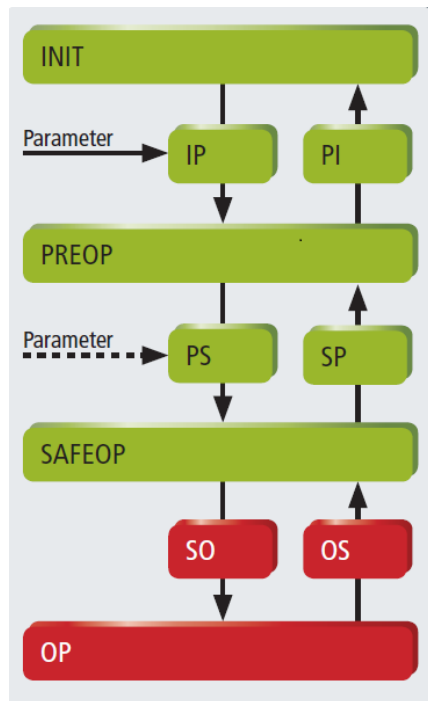 INIT
Parameter
IP
PI
PREOP
Parameter
PS
SP
SAFEOP
SO
OS
OP